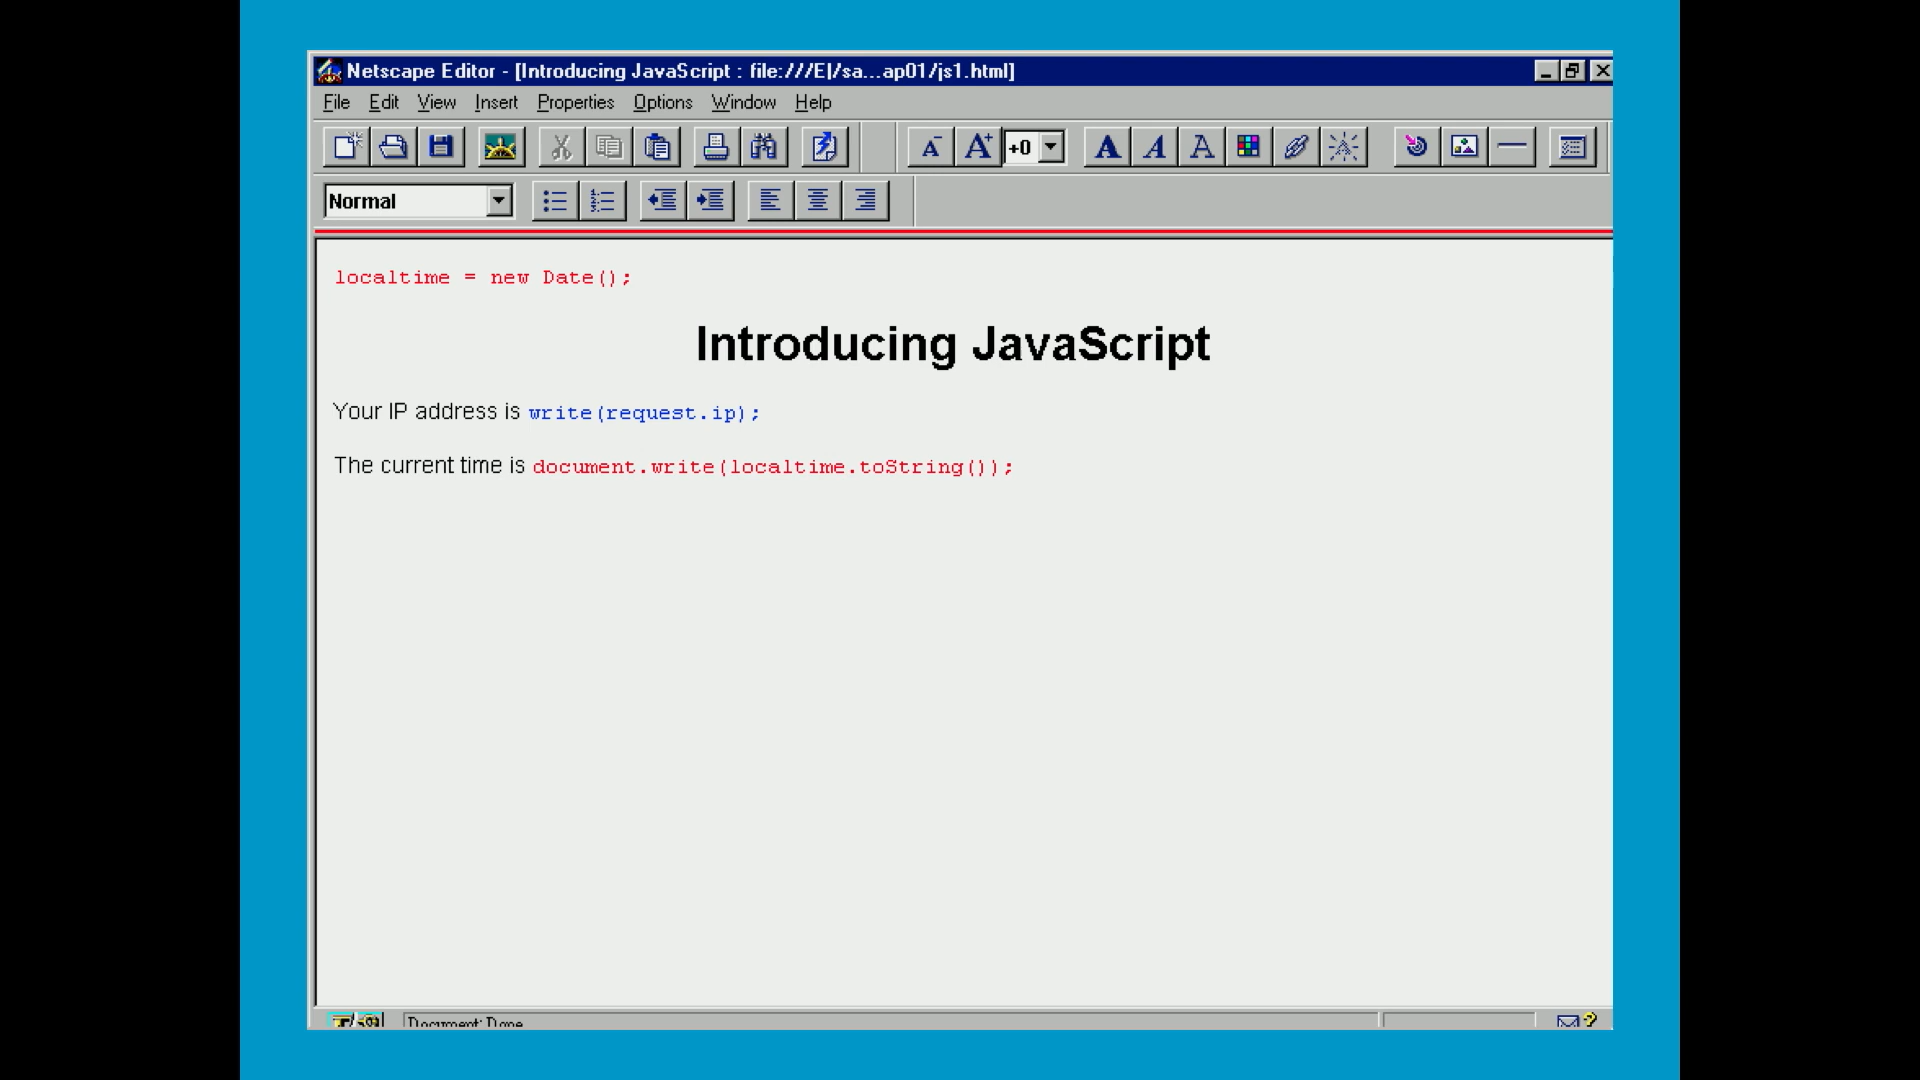 Netscape Editor - [Introducing JavaScript : file:///E|/sa...ap01/js1.html]
File Edit View Insert Properties Options Window Help
+0
Normal
localtime = new Date();
Introducing JavaScript
Your IP address is write(request.ip);
The current time is document.write(localtime.toString());
Document: Done